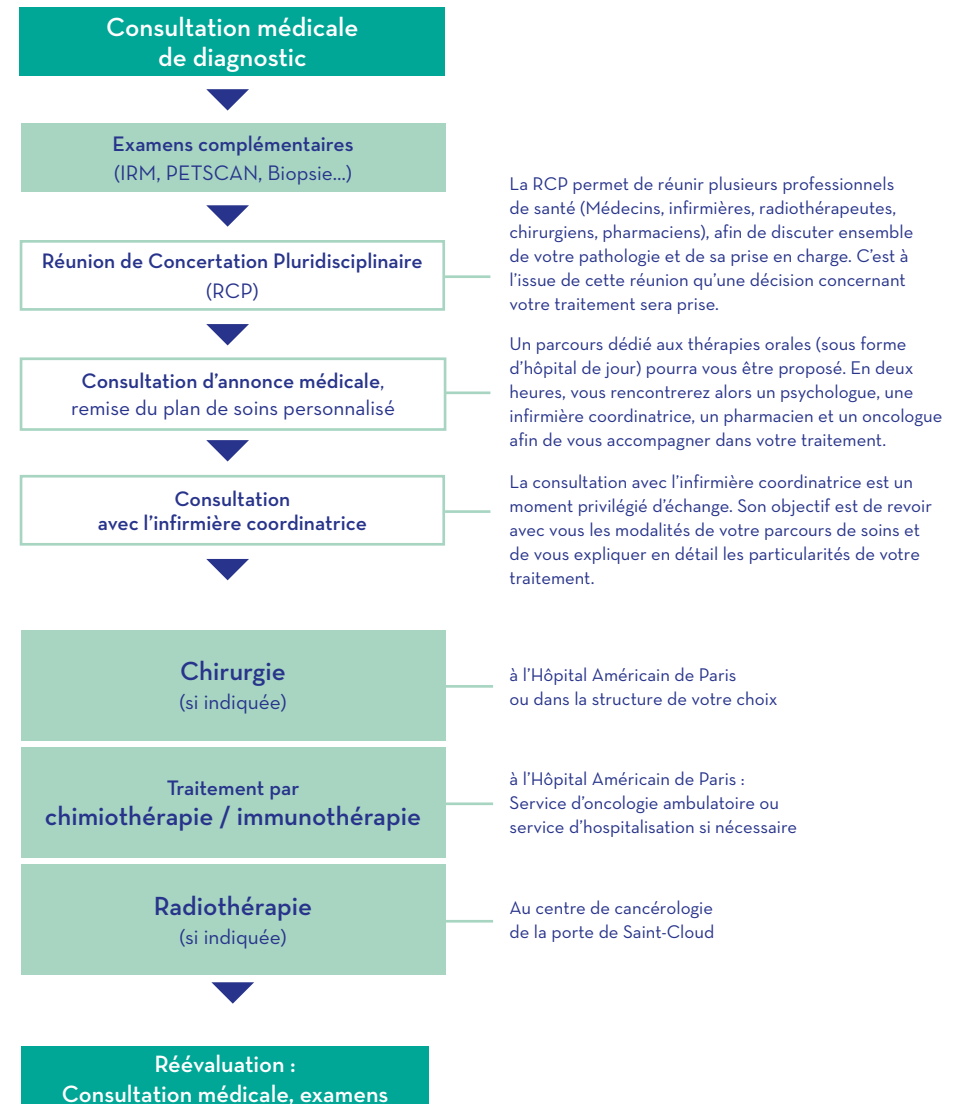 Consultation médicale
de diagnostic
Examens complémentaires
(IRM, PETSCAN, Biopsie...)
Réunion de Concertation Pluridisciplinaire
(RCP)
La RCP permet de réunir plusieurs professionnels
de santé (Médecins, infirmières, radiothérapeutes,
chirurgiens, pharmaciens), afin de discuter ensemble
de votre pathologie et de sa prise en charge. C’est à
l’issue de cette réunion qu’une décision concernant
votre traitement sera prise.
Consultation d’annonce médicale,
remise du plan de soins personnalisé
Un parcours dédié aux thérapies orales (sous forme
d’hôpital de jour) pourra vous être proposé. En deux
heures, vous rencontrerez alors un psychologue, une
infirmière coordinatrice, un pharmacien et un oncologue
afin de vous accompagner dans votre traitement.
Consultation
avec l’infirmière coordinatrice
La consultation avec l’infirmière coordinatrice est un
moment privilégié d’échange. Son objectif est de revoir
avec vous les modalités de votre parcours de soins et
de vous expliquer en détail les particularités de votre
traitement.
Chirurgie
(si indiquée)
à l’Hôpital Américain de Paris
ou dans la structure de votre choix
Traitement par
chimiothérapie / immunothérapie
à l’Hôpital Américain de Paris :
Service d’oncologie ambulatoire ou
service d’hospitalisation si nécessaire
Radiothérapie
(si indiquée)
Au centre de cancérologie
de la porte de Saint-Cloud
Réévaluation :
Consultation médicale, examens